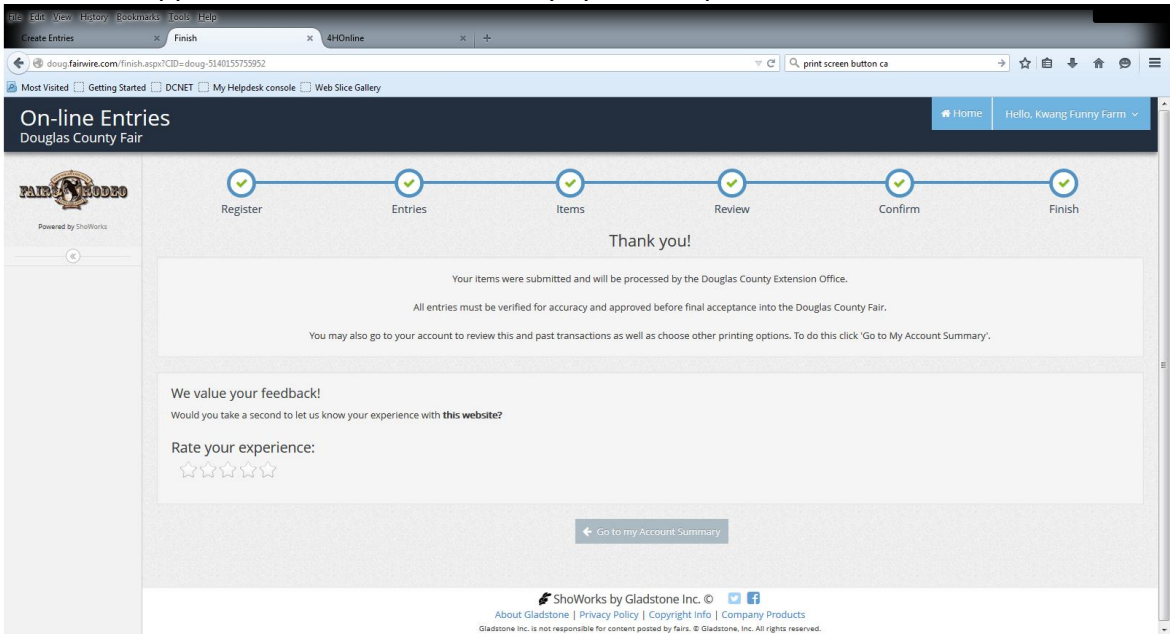 File Edit View History Bookmarks Tools Help
Create Entries
Finish
4HOnline
doug.fairwire.com/finish.aspx?CID=doug-5140155755952
print screen button ca
Most Visited Getting Started DCNET My Helpdesk console Web Slice Gallery
On-line Entries
Douglas County Fair
Home
Hello, Kwang Funny Farm
FAIR & RODEO
Powered by ShoWorks
Register
Entries
Items
Review
Confirm
Finish
Thank you!
Your items were submitted and will be processed by the Douglas County Extension Office.
All entries must be verified for accuracy and approved before final acceptance into the Douglas County Fair.
You may also go to your account to review this and past transactions as well as choose other printing options. To do this click 'Go to My Account Summary'.
We value your feedback!
Would you take a second to let us know your experience with this website?
Rate your experience:
Go to my Account Summary
ShoWorks by Gladstone Inc. ©
About Gladstone | Privacy Policy | Copyright Info | Company Products
Gladstone Inc. is not responsible for content posted by fairs. © Gladstone, Inc. All rights reserved.